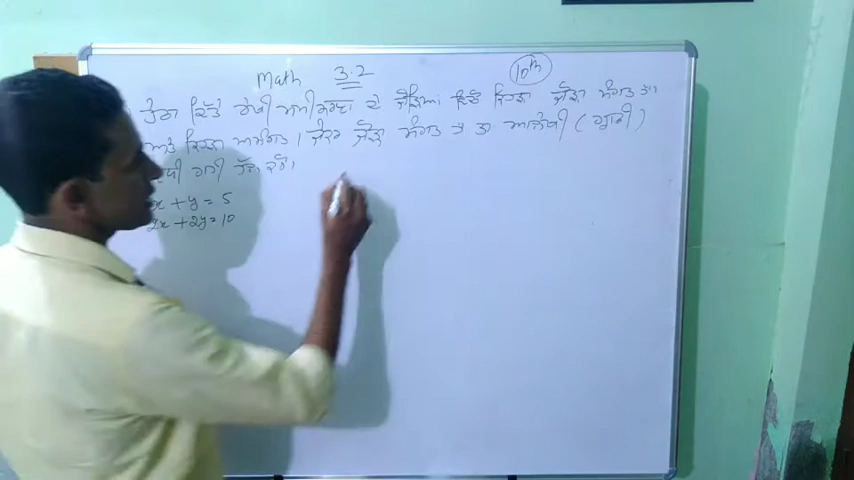 Math 3.2 10th
ਹੇਠਾਂ ਦਿੱਤੇ ਰੇਖੀ ਸਮੀਕਰਣਾਂ ਦੇ ਜੋੜਿਆਂ ਵਿੱਚੋਂ ਕਿਹੜਾ ਜੋੜਾ ਸੰਗਤ ਹੈ।
ਅਤੇ ਕਿਹੜਾ ਅਸੰਗਤ। ਜੇਕਰ ਜੋੜਾ ਸੰਗਤ ਹੈ ਤਾਂ ਆਲੇਖੀ (ਗ੍ਰਾਫੀ)
ਵਿਧੀ ਰਾਹੀਂ ਹੱਲ ਕਰੋ।
x + y = 5
2x + 2y = 10